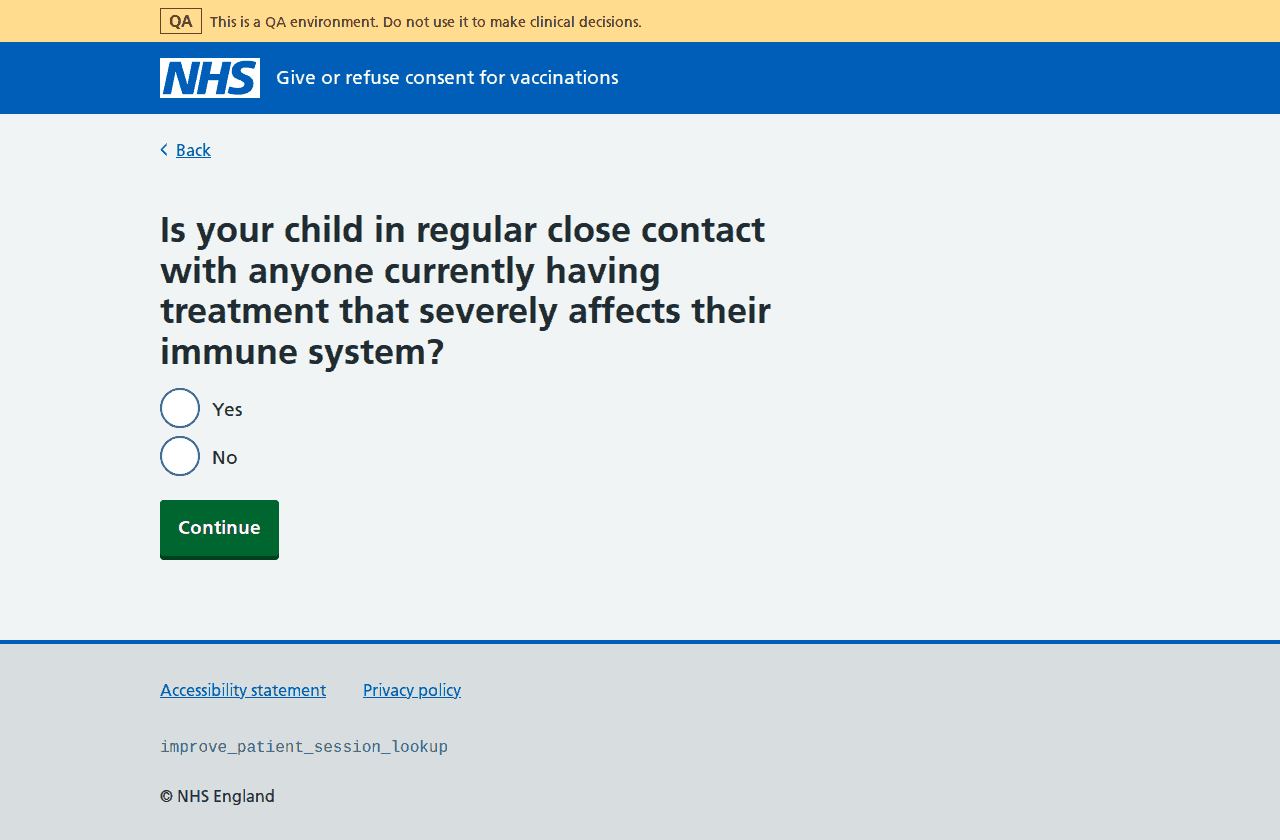 QA This is a QA environment. Do not use it to make clinical decisions.
NHS Give or refuse consent for vaccinations
Back
Is your child in regular close contact
with anyone currently having
treatment that severely affects their
immune system?
Yes
No
Continue
Accessibility statement Privacy policy
improve_patient_session_lookup
© NHS England